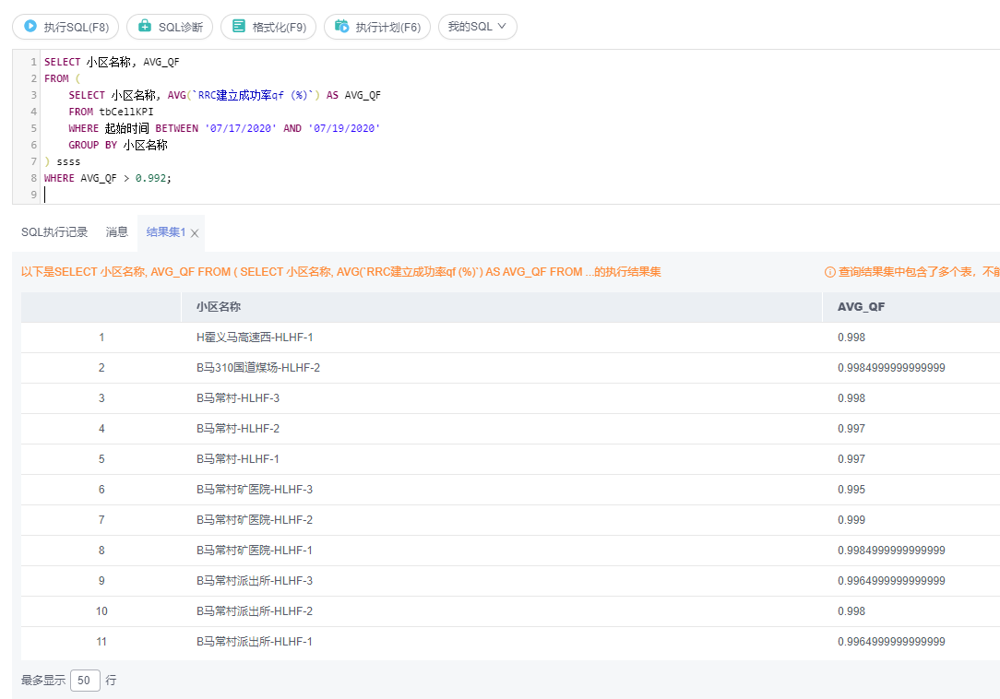 执行SQL(F8) SQL诊断 格式化(F9) 执行计划(F6) 我的SQL
1 SELECT 小区名称, AVG_QF
2 FROM (
3 SELECT 小区名称, AVG(`RRC建立成功率qf (%)`) AS AVG_QF
4 FROM tbCellKPI
5 WHERE 起始时间 BETWEEN '07/17/2020' AND '07/19/2020'
6 GROUP BY 小区名称
7 ) ssss
8 WHERE AVG_QF > 0.992;
9
SQL执行记录 消息 结果集1
以下是SELECT 小区名称, AVG_QF FROM ( SELECT 小区名称, AVG(`RRC建立成功率qf (%)`) AS AVG_QF FROM ...的执行结果集 查询结果集中包含了多个表，不能
小区名称 AVG_QF
1 H霍义马高速西-HLHF-1 0.998
2 B马310国道煤场-HLHF-2 0.9984999999999999
3 B马常村-HLHF-3 0.998
4 B马常村-HLHF-2 0.997
5 B马常村-HLHF-1 0.997
6 B马常村矿医院-HLHF-3 0.995
7 B马常村矿医院-HLHF-2 0.999
8 B马常村矿医院-HLHF-1 0.9984999999999999
9 B马常村派出所-HLHF-3 0.9964999999999999
10 B马常村派出所-HLHF-2 0.998
11 B马常村派出所-HLHF-1 0.9964999999999999
最多显示 50 行